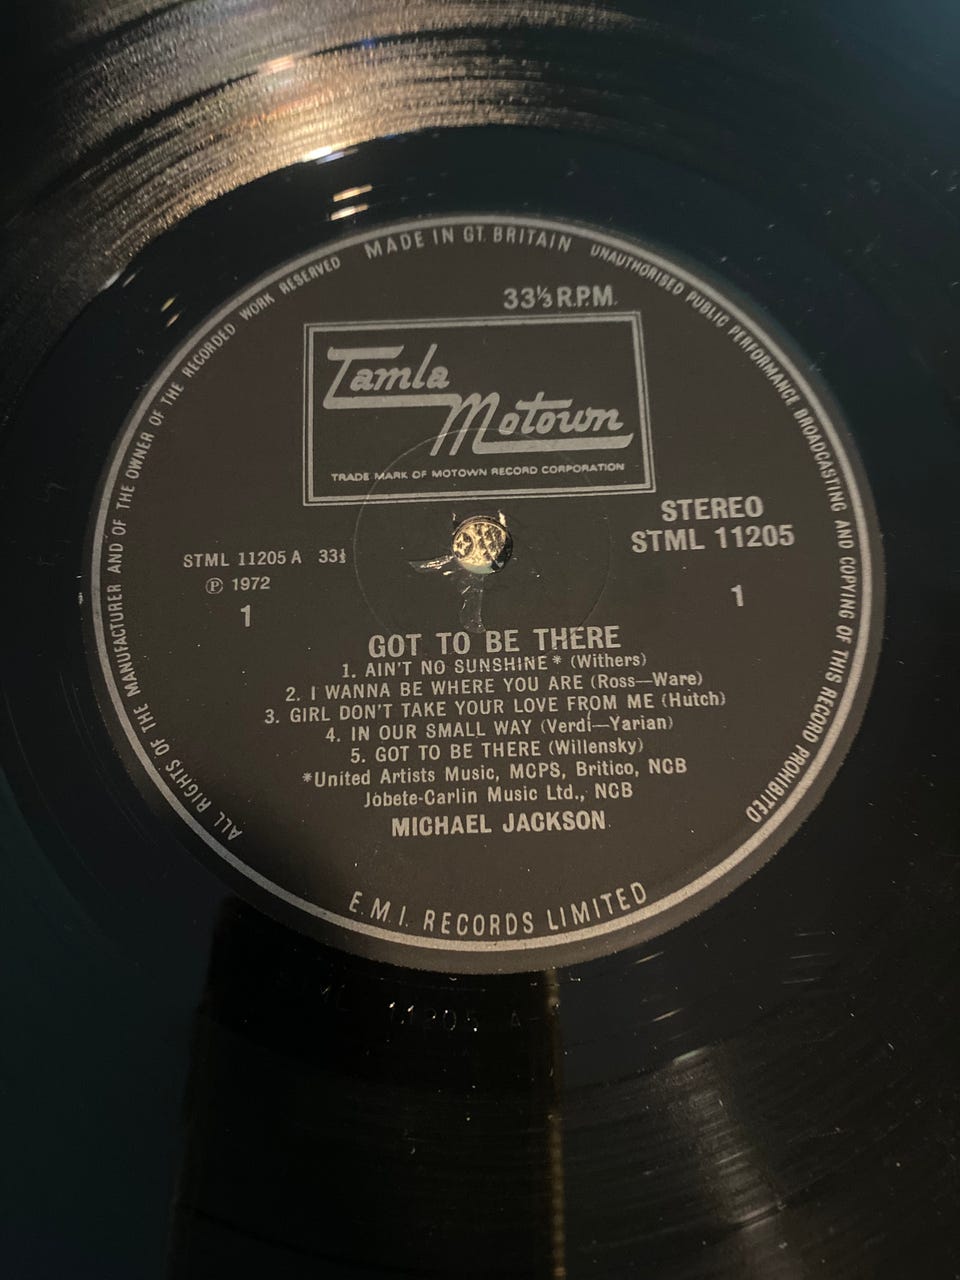 MADE IN GT. BRITAIN
UNAUTHORISED PUBLIC PERFORMANCE BROADCASTING AND COPYING OF THIS RECORD PROHIBITED
ALL RIGHTS OF THE MANUFACTURER AND OF THE OWNER OF THE RECORDED WORK RESERVED
33⅓ R.P.M.
Tamla
Motown
TRADE MARK OF MOTOWN RECORD CORPORATION
STEREO
STML 11205
1
STML 11205 A 33⅓
Ⓟ 1972
1
GOT TO BE THERE
1. AIN'T NO SUNSHINE* (Withers)
2. I WANNA BE WHERE YOU ARE (Ross—Ware)
3. GIRL DON'T TAKE YOUR LOVE FROM ME (Hutch)
4. IN OUR SMALL WAY (Verdi—Yarian)
5. GOT TO BE THERE (Willensky)
*United Artists Music, MCPS, Britico, NCB
Jobete-Carlin Music Ltd., NCB
MICHAEL JACKSON
E.M.I. RECORDS LIMITED
11205 A